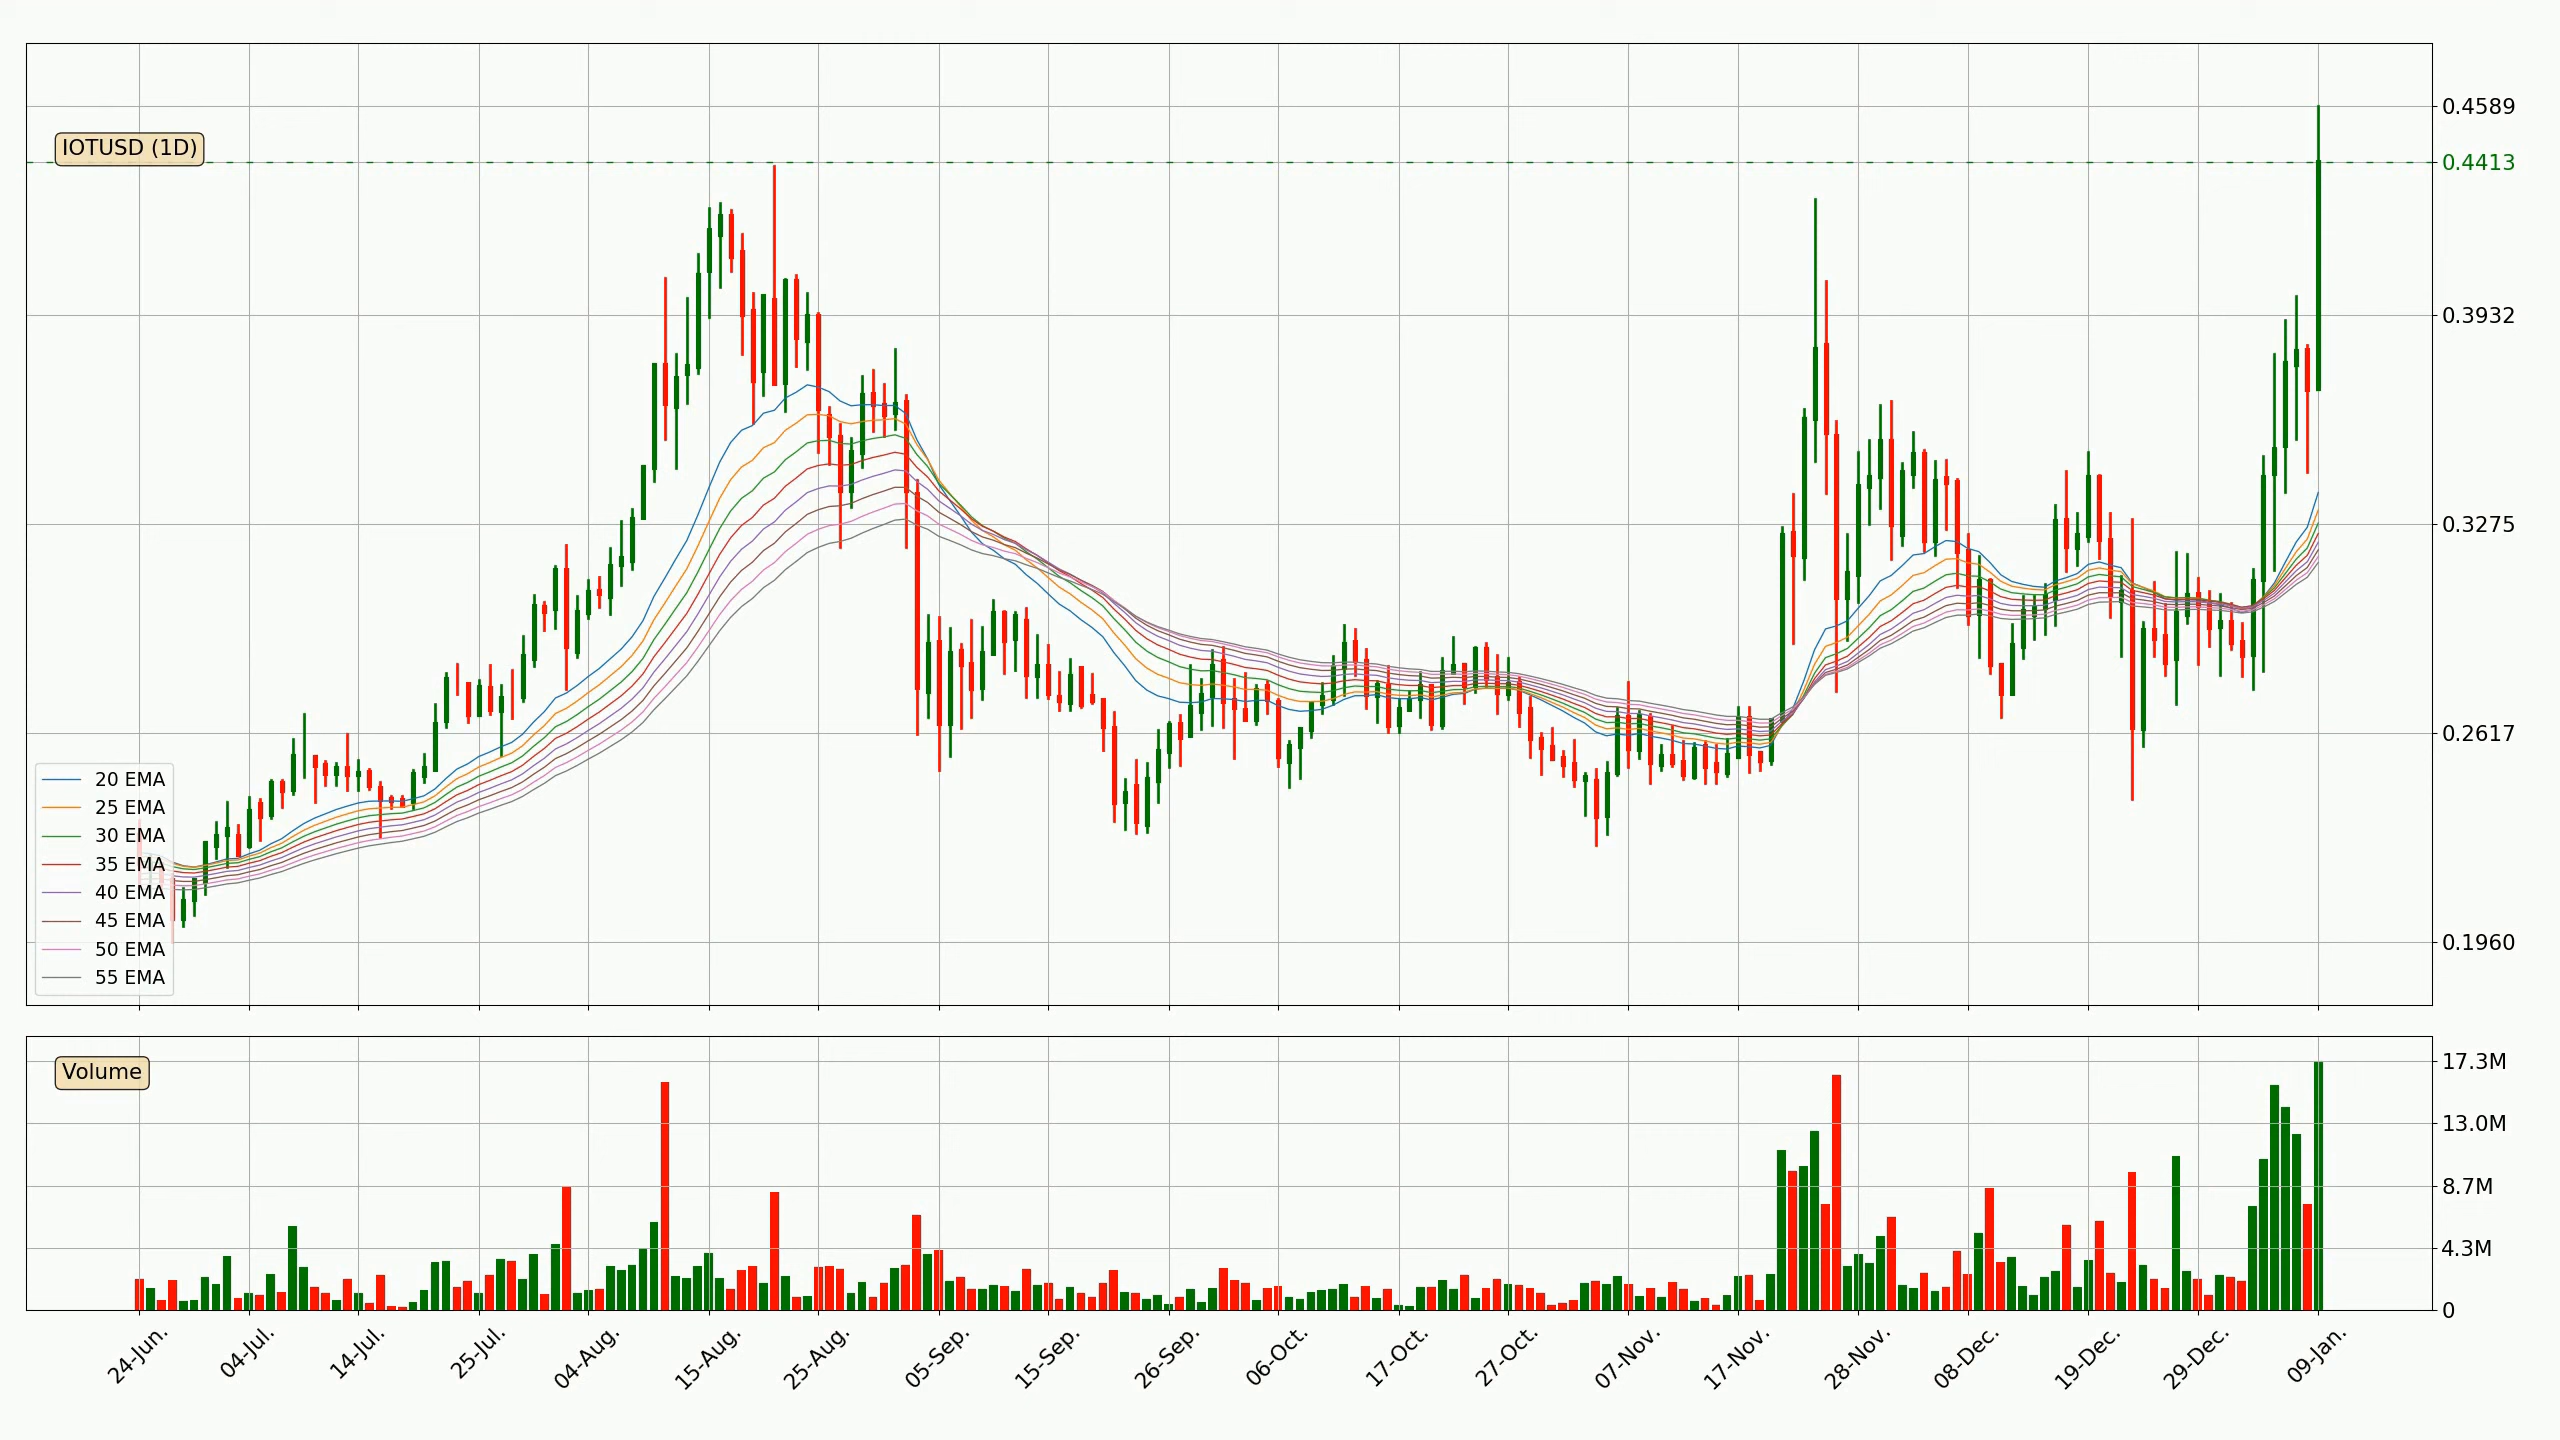 IOTUSD (1D)
0.4589
0.4413
0.3932
0.3275
0.2617
0.1960
20 EMA
25 EMA
30 EMA
35 EMA
40 EMA
45 EMA
50 EMA
55 EMA
Volume
17.3M
13.0M
8.7M
4.3M
0
24-Jun.
04-Jul.
14-Jul.
25-Jul.
04-Aug.
15-Aug.
25-Aug.
05-Sep.
15-Sep.
26-Sep.
06-Oct.
17-Oct.
27-Oct.
07-Nov.
17-Nov.
28-Nov.
08-Dec.
19-Dec.
29-Dec.
09-Jan.